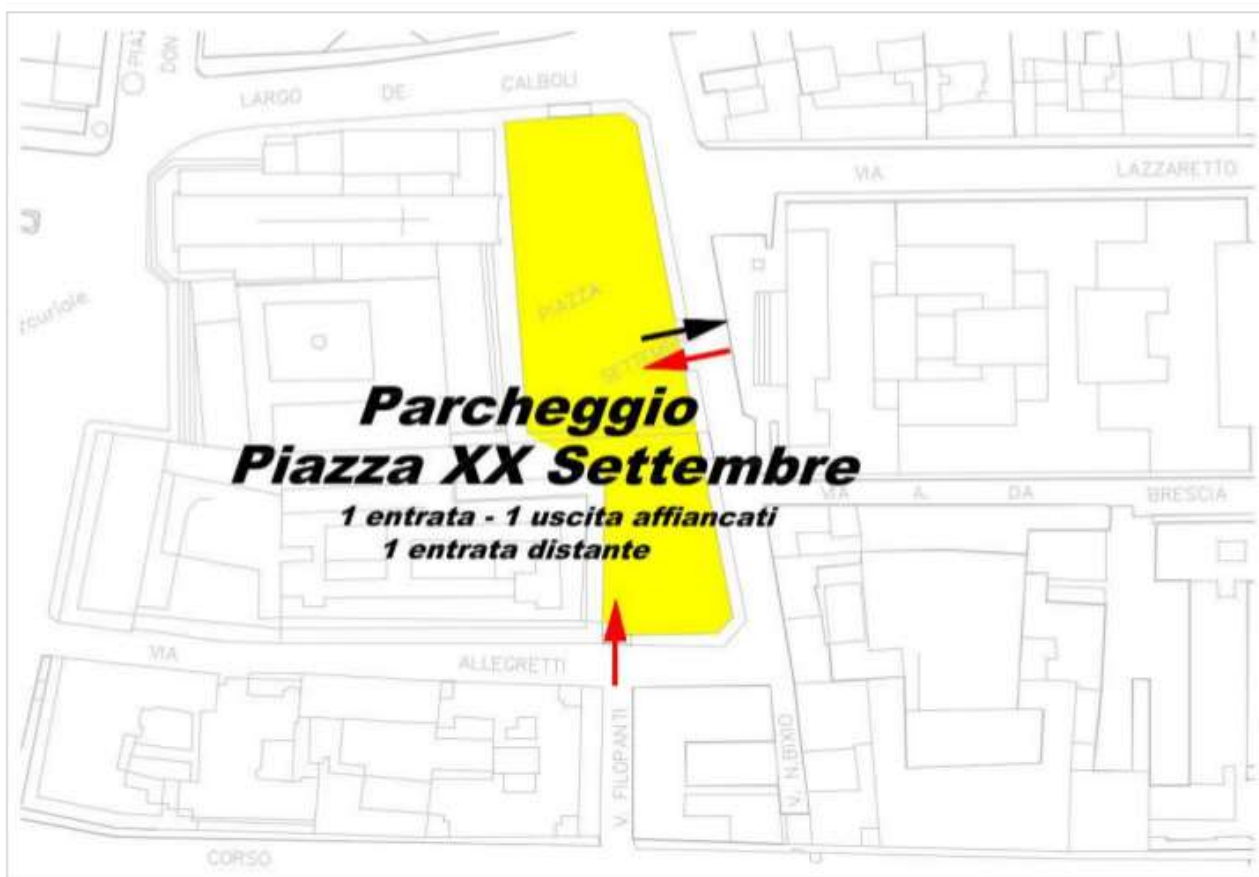 PIAZ
DON
LARGO DE CALBOLI
VIA LAZZARETTO
PIAZZA
SETTEMBRE
Parcheggio
Piazza XX Settembre
1 entrata - 1 uscita affiancati
1 entrata distante
VIA A. DA BRESCIA
VIA ALLEGRETTI
V. FILOPANTI
V. N.BIXIO
CORSO